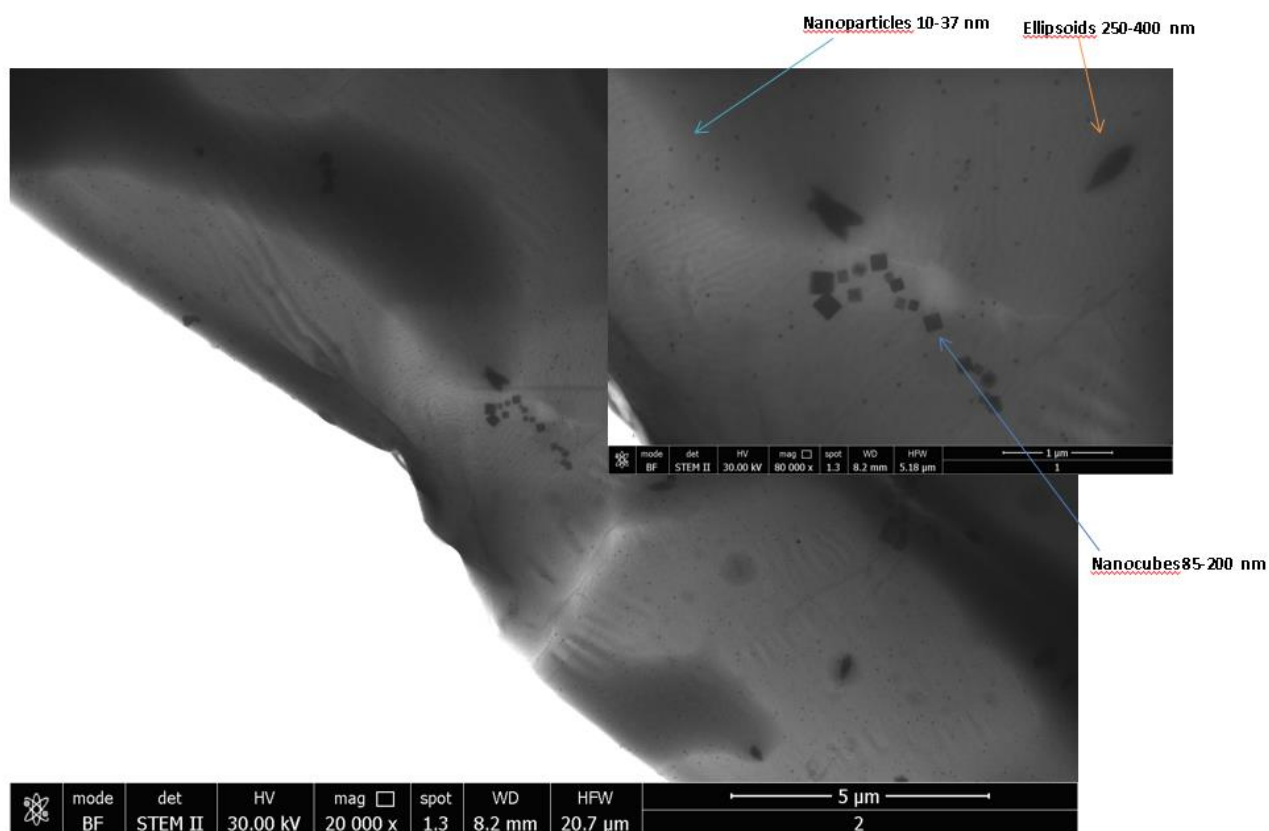 Nanoparticles 10-37 nm
Ellipsoids 250-400 nm
mode det HV mag spot WD HFW 1 µm
BF STEM II 30.00 kV 80 000 x 1.3 8.2 mm 5.18 µm 1
Nanocubes85-200 nm
mode det HV mag spot WD HFW 5 µm
BF STEM II 30.00 kV 20 000 x 1.3 8.2 mm 20.7 µm 2